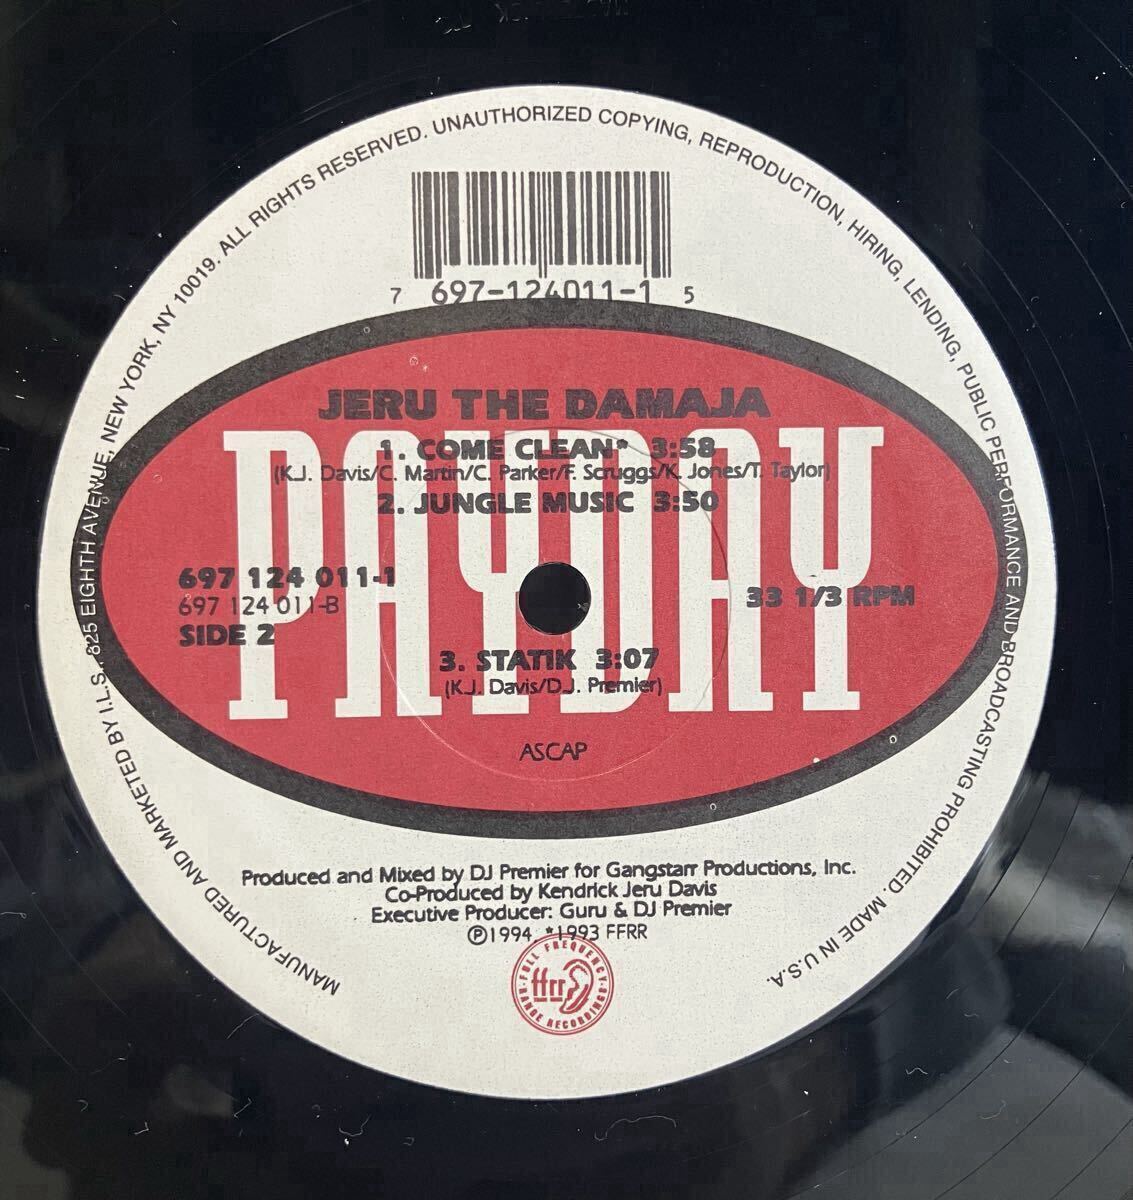 MANUFACTURED AND MARKETED BY I.L.S., 825 EIGHTH AVENUE, NEW YORK, NY 10019. ALL RIGHTS RESERVED. UNAUTHORIZED COPYING, REPRODUCTION, HIRING, LENDING, PUBLIC PERFORMANCE AND BROADCASTING PROHIBITED. MADE IN U.S.A.
7 697-124011-1 5
JERU THE DAMAJA
PAYDAY
1. COME CLEAN* 3:58
(K.J. Davis/C. Martin/C. Parker/F. Scruggs/K. Jones/T. Taylor)
2. JUNGLE MUSIC 3:50
697 124 011-1
697 124 011-B
SIDE 2
33 1/3 RPM
3. STATIK 3:07
(K.J. Davis/D.J. Premier)
ASCAP
Produced and Mixed by DJ Premier for Gangstarr Productions, Inc.
Co-Produced by Kendrick Jeru Davis
Executive Producer: Guru & DJ Premier
℗1994 *1993 FFRR
FULL FREQUENCY
ffrr
RANGE RECORDINGS